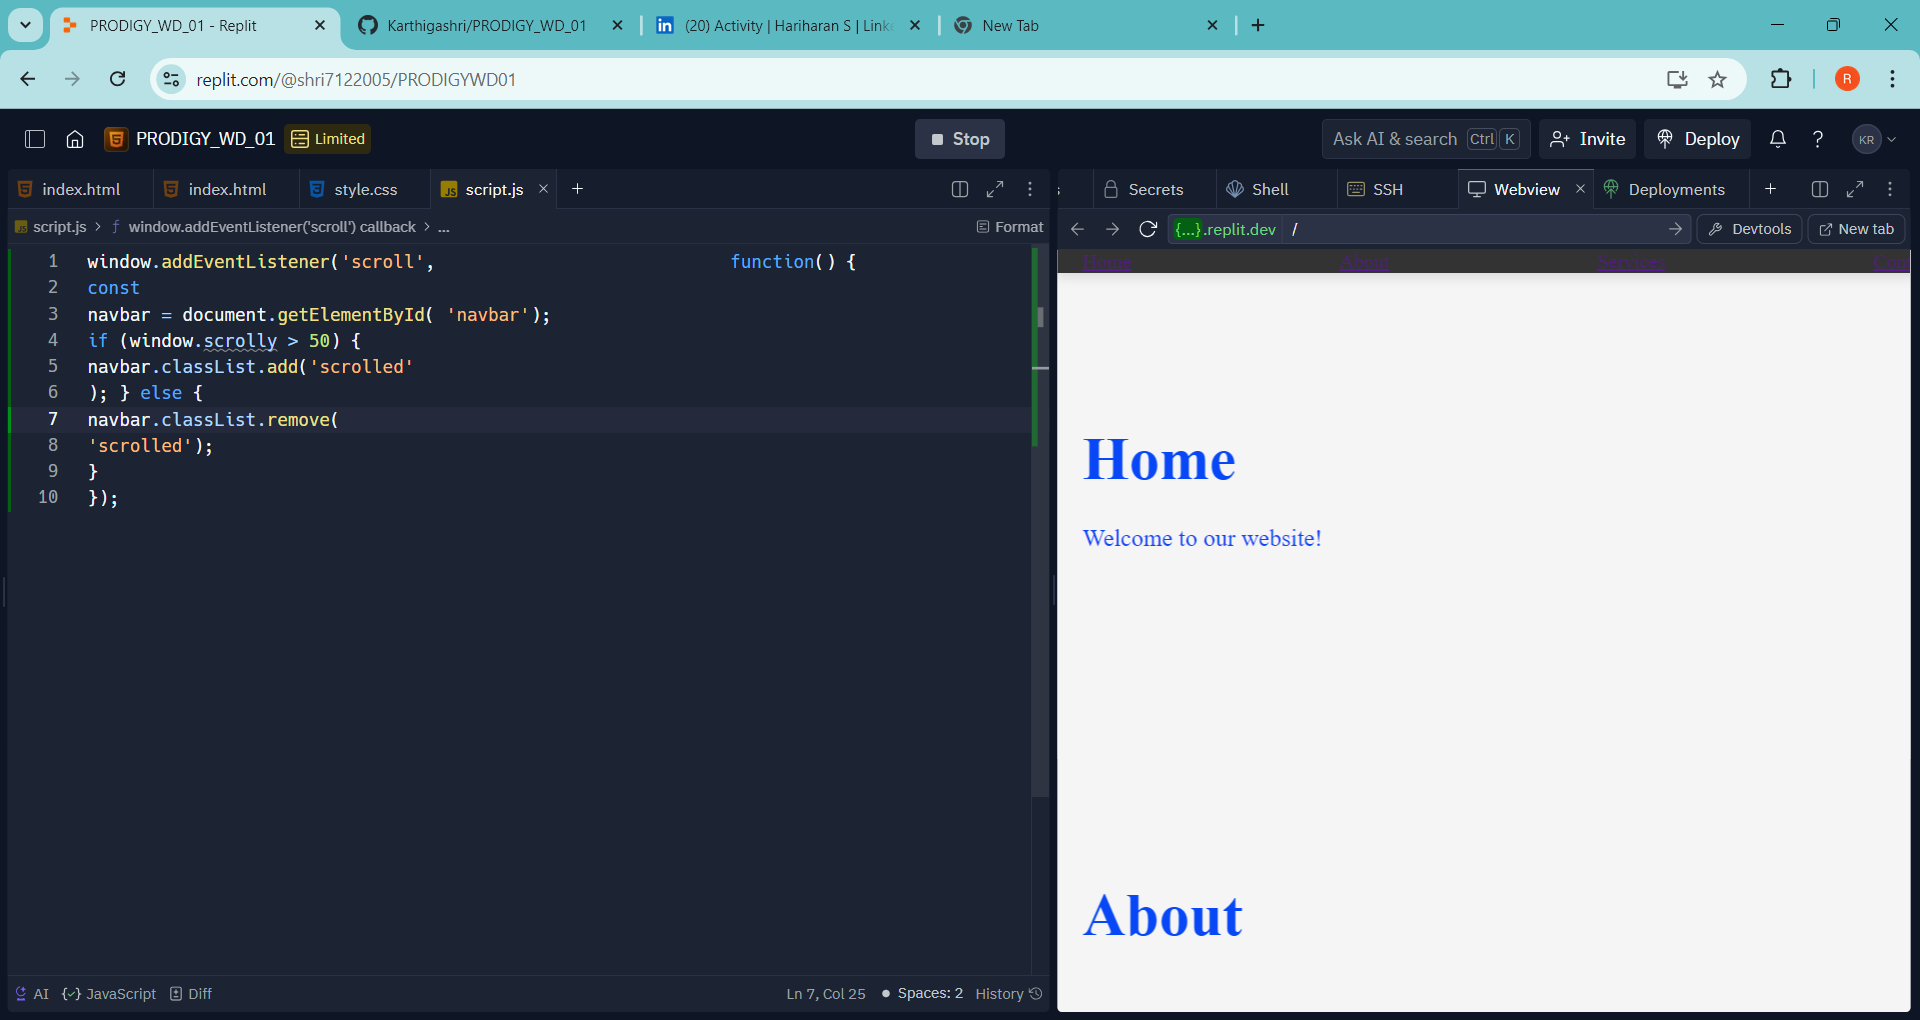 PRODIGY_WD_01 - Replit
Karthigashri/PRODIGY_WD_01
(20) Activity | Hariharan S | Linke
New Tab
replit.com/@shri7122005/PRODIGYWD01
R
PRODIGY_WD_01
Limited
Stop
Ask AI & search Ctrl K
Invite
Deploy
?
KR
index.html
index.html
style.css
JS script.js
Secrets
Shell
SSH
Webview
Deployments
script.js > f window.addEventListener('scroll') callback > ...
Format
{...}.replit.dev /
Devtools
New tab
1 window.addEventListener('scroll', function() {
2 const
3 navbar = document.getElementById( 'navbar');
4 if (window.scrolly > 50) {
5 navbar.classList.add('scrolled'
6 ); } else {
7 navbar.classList.remove(
8 'scrolled');
9 }
10 });
Home About Services Con
Home
Welcome to our website!
About
AI
JavaScript
Diff
Ln 7, Col 25
Spaces: 2
History